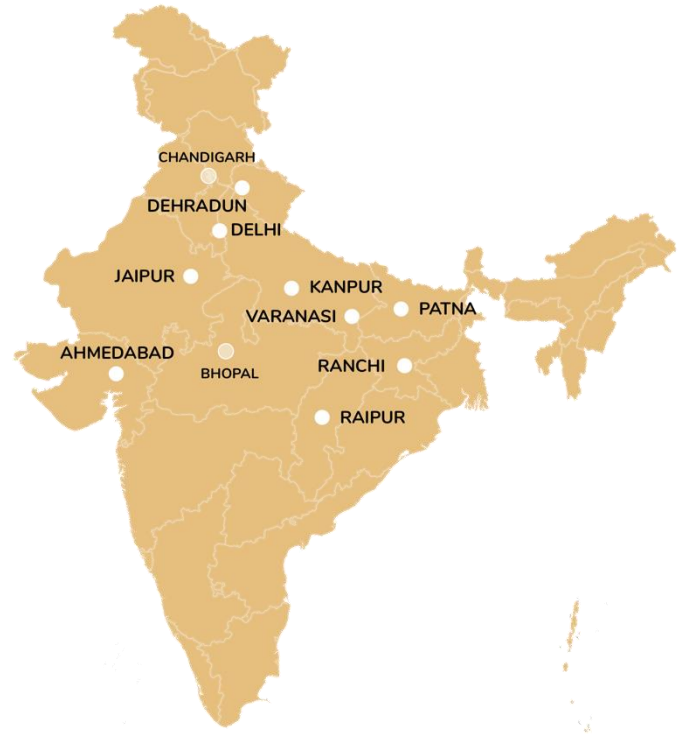 CHANDIGARH
DEHRADUN
DELHI
JAIPUR
KANPUR
PATNA
VARANASI
AHMEDABAD
RANCHI
BHOPAL
RAIPUR